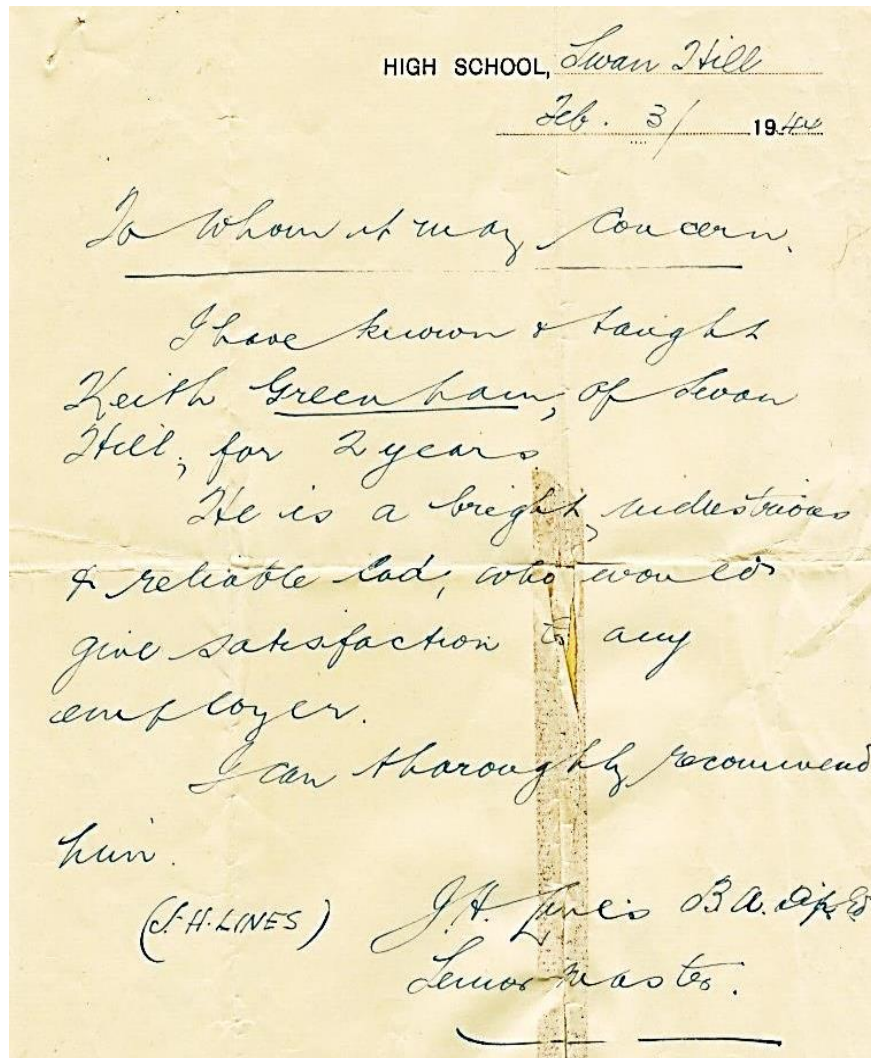 HIGH SCHOOL, Swan Hill
Feb. 3/ 1944
To Whom it may Concern.
I have known & taught
Keith Greenham, of Swan
Hill, for 2 years
He is a bright, industrious
& reliable lad, who would
give satisfaction to any
employer.
I can thoroughly recommend
him.
(J.H. LINES) J.H. Lines B.A. Dip Ed
Senior Master.